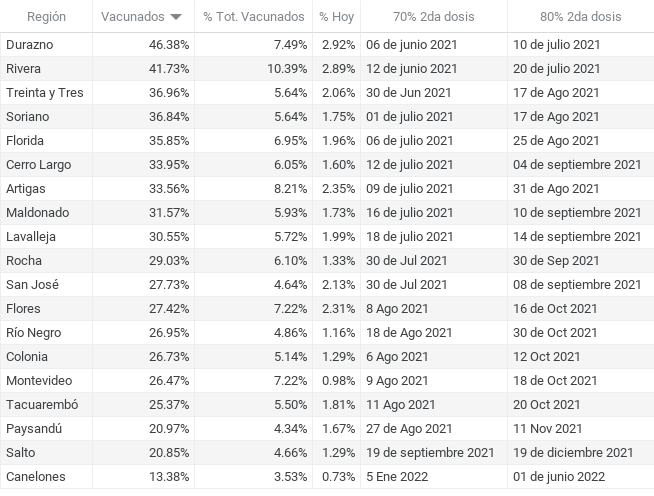 Región Vacunados % Tot. Vacunados % Hoy 70% 2da dosis 80% 2da dosis
Durazno 46.38% 7.49% 2.92% 06 de junio 2021 10 de julio 2021
Rivera 41.73% 10.39% 2.89% 12 de junio 2021 20 de julio 2021
Treinta y Tres 36.96% 5.64% 2.06% 30 de Jun 2021 17 de Ago 2021
Soriano 36.84% 5.64% 1.75% 01 de julio 2021 17 de Ago 2021
Florida 35.85% 6.95% 1.96% 06 de julio 2021 25 de Ago 2021
Cerro Largo 33.95% 6.05% 1.60% 12 de julio 2021 04 de septiembre 2021
Artigas 33.56% 8.21% 2.35% 09 de julio 2021 31 de Ago 2021
Maldonado 31.57% 5.93% 1.73% 16 de julio 2021 10 de septiembre 2021
Lavalleja 30.55% 5.72% 1.99% 18 de julio 2021 14 de septiembre 2021
Rocha 29.03% 6.10% 1.33% 30 de Jul 2021 30 de Sep 2021
San José 27.73% 4.64% 2.13% 30 de Jul 2021 08 de septiembre 2021
Flores 27.42% 7.22% 2.31% 8 Ago 2021 16 de Oct 2021
Río Negro 26.95% 4.86% 1.16% 18 de Ago 2021 30 de Oct 2021
Colonia 26.73% 5.14% 1.29% 6 Ago 2021 12 Oct 2021
Montevideo 26.47% 7.22% 0.98% 9 Ago 2021 18 de Oct 2021
Tacuarembó 25.37% 5.50% 1.81% 11 Ago 2021 20 Oct 2021
Paysandú 20.97% 4.34% 1.67% 27 de Ago 2021 11 Nov 2021
Salto 20.85% 4.66% 1.29% 19 de septiembre 2021 19 de diciembre 2021
Canelones 13.38% 3.53% 0.73% 5 Ene 2022 01 de junio 2022